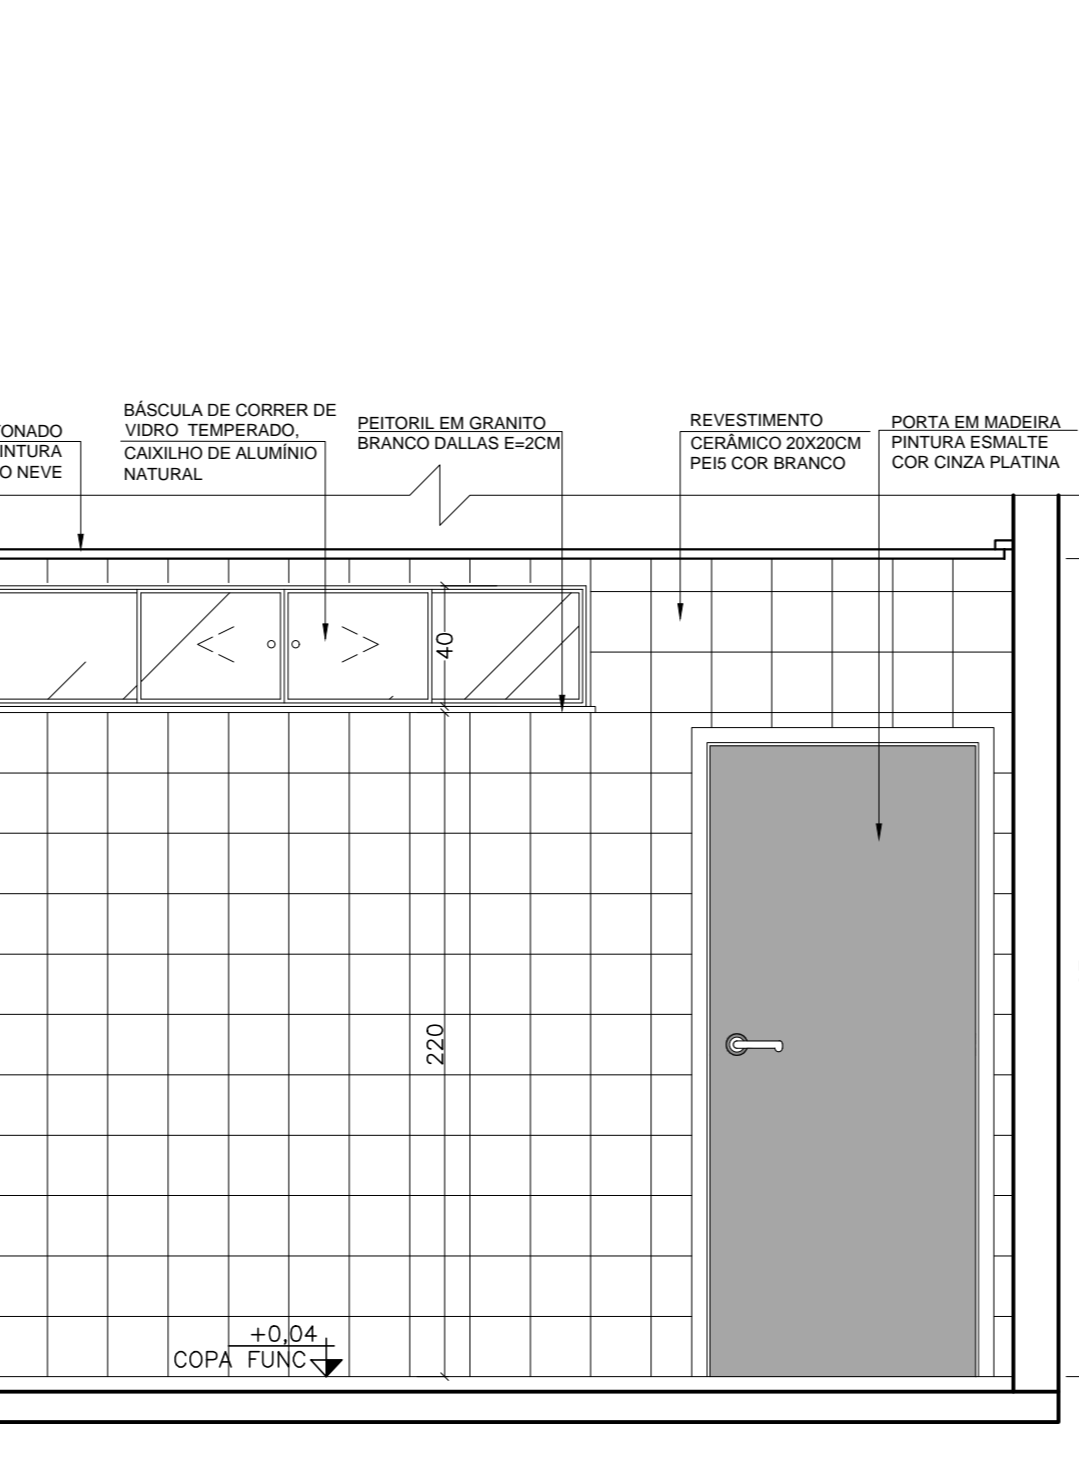 BÁSCULA DE CORRER DE
VIDRO TEMPERADO,
CAIXILHO DE ALUMÍNIO
NATURAL
PEITORIL EM GRANITO
BRANCO DALLAS E=2CM
REVESTIMENTO
CERÂMICO 20X20CM
PEI5 COR BRANCO
PORTA EM MADEIRA
PINTURA ESMALTE
COR CINZA PLATINA
ONADO
INTURA
O NEVE
40
220
+0,04
COPA FUNC